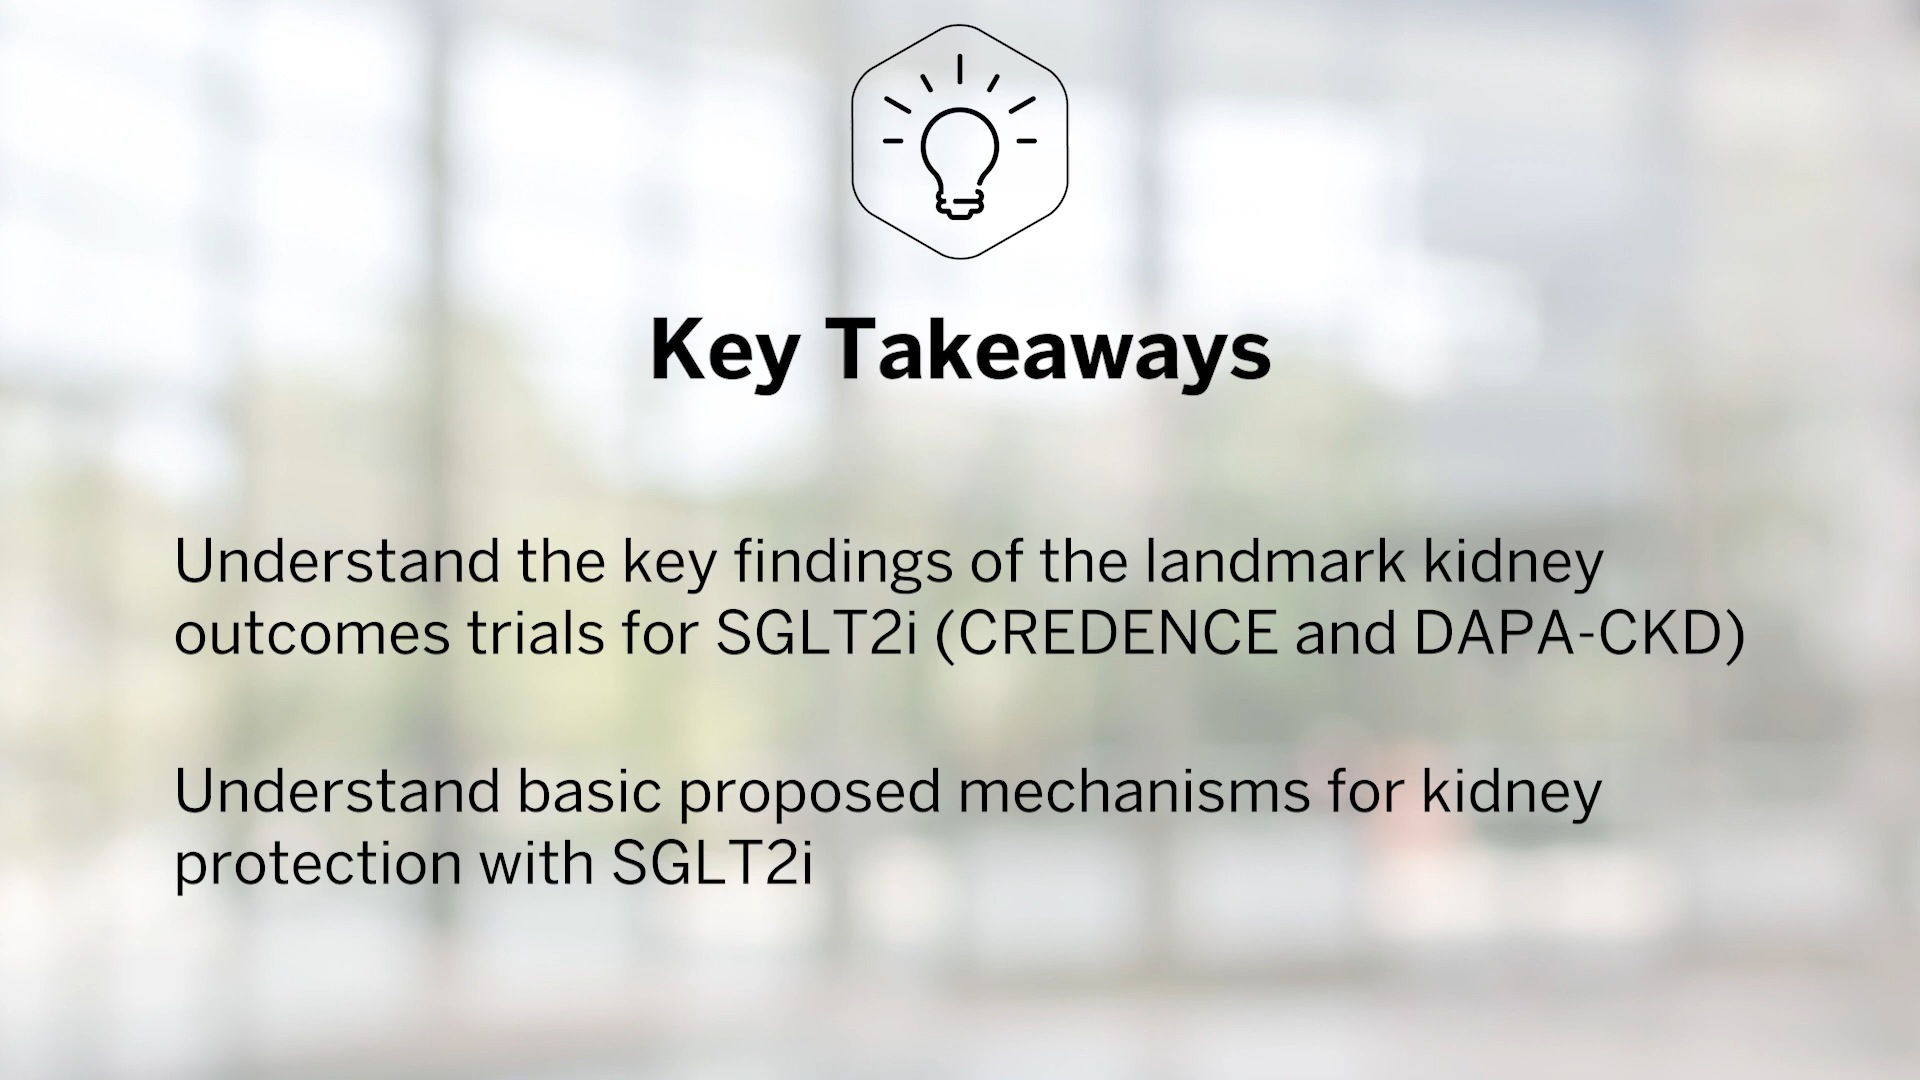 Key Takeaways
Understand the key findings of the landmark kidney
outcomes trials for SGLT2i (CREDENCE and DAPA-CKD)
Understand basic proposed mechanisms for kidney
protection with SGLT2i